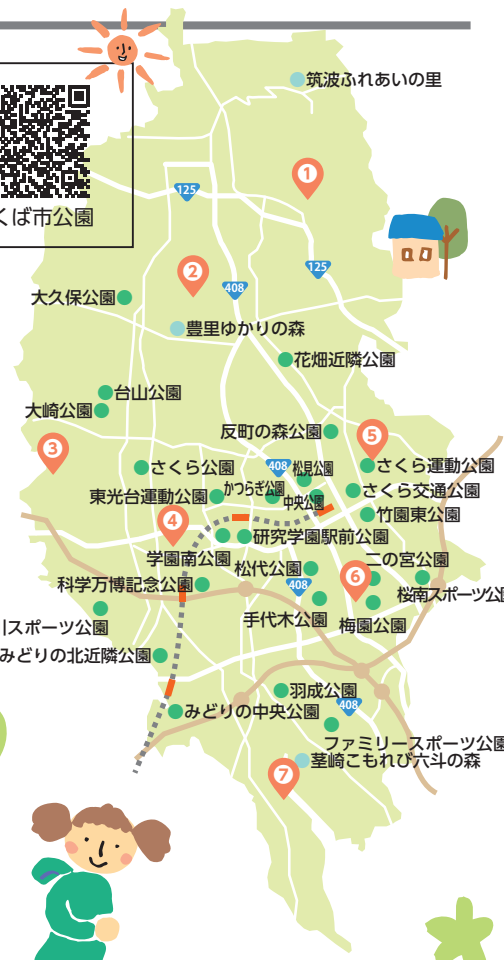 筑波ふれあいの里
くば市公園
1
125
2
125
408
大久保公園
豊里ゆかりの森
花畑近隣公園
台山公園
大崎公園
反町の森公園
5
3
さくら公園
408
松見公園
さくら運動公園
かつらぎ公園
さくら交通公園
東光台運動公園
中央公園
竹園東公園
4
研究学園駅前公園
学園南公園
二の宮公園
松代公園
6
科学万博記念公園
408
桜南スポーツ公園
スポーツ公園
手代木公園
梅園公園
みどりの北近隣公園
羽成公園
408
みどりの中央公園
ファミリースポーツ公園
茎崎こもれび六斗の森
7